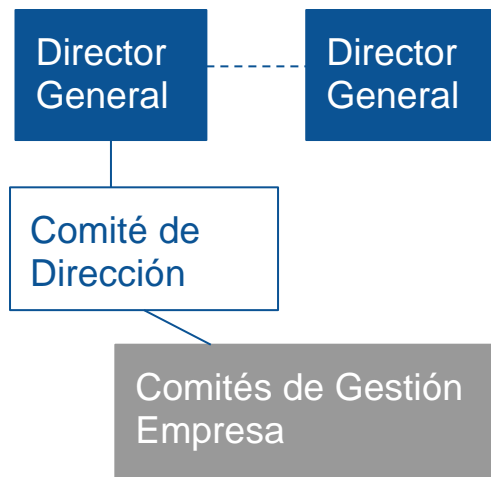 Director
General
Director
General
Comité de
Dirección
Comités de Gestión
Empresa